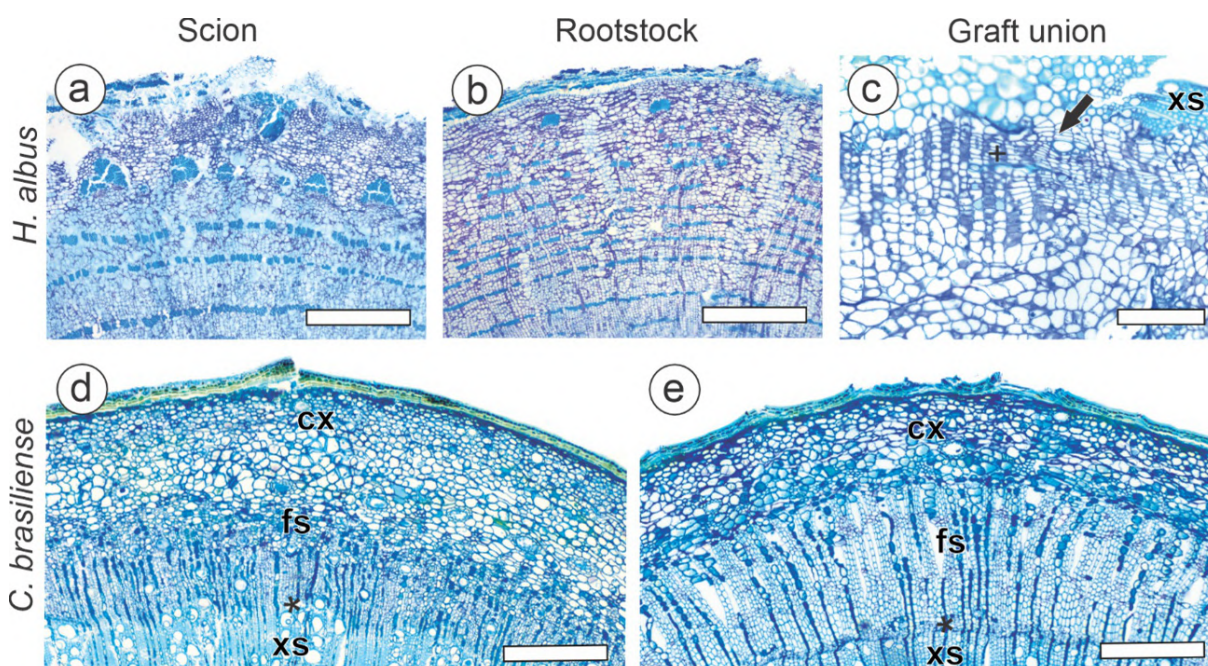 Scion Rootstock Graft union
H. albus
a b c
xs
+
C. brasiliense
d e
cx cx
fs fs
* *
xs xs